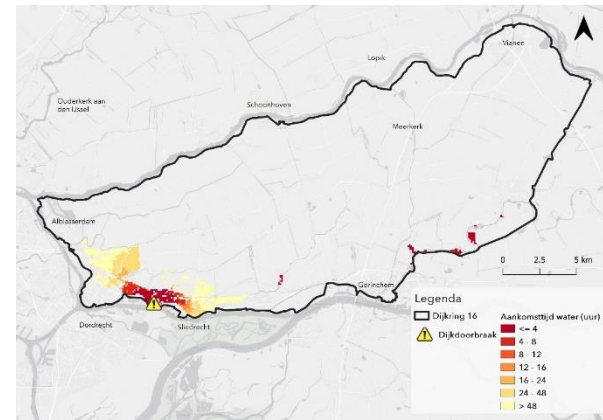 Vianen
Lopik
Ouderkerk aan
den IJssel
Schoonhoven
Meerkerk
Alblasserdam
0 2.5 5 km
Gorinchem
Dordrecht
Sliedrecht
Legenda
Dijkring 16
Dijkdoorbraak
Aankomsttijd water (uur)
<= 4
4 - 8
8 - 12
12 - 16
16 - 24
24 - 48
> 48